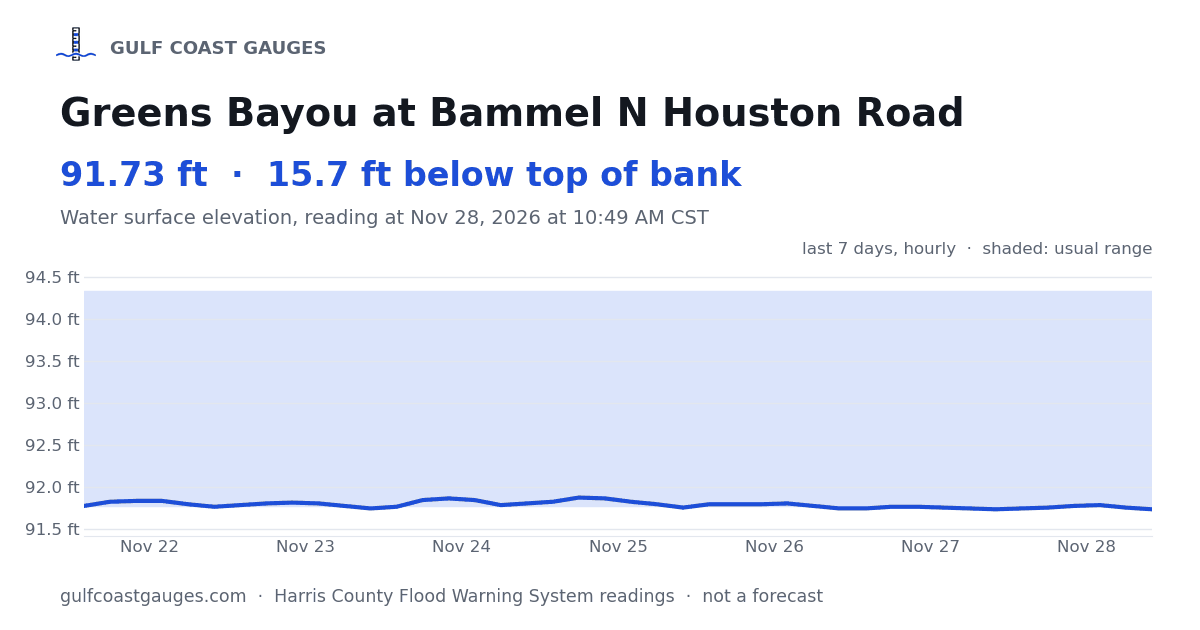 GULF COAST GAUGES
Greens Bayou at Bammel N Houston Road
91.73 ft · 15.7 ft below top of bank
Water surface elevation, reading at Nov 28, 2026 at 10:49 AM CST
last 7 days, hourly · shaded: usual range
94.5 ft
94.0 ft
93.5 ft
93.0 ft
92.5 ft
92.0 ft
91.5 ft
Nov 22 Nov 23 Nov 24 Nov 25 Nov 26 Nov 27 Nov 28
gulfcoastgauges.com · Harris County Flood Warning System readings · not a forecast